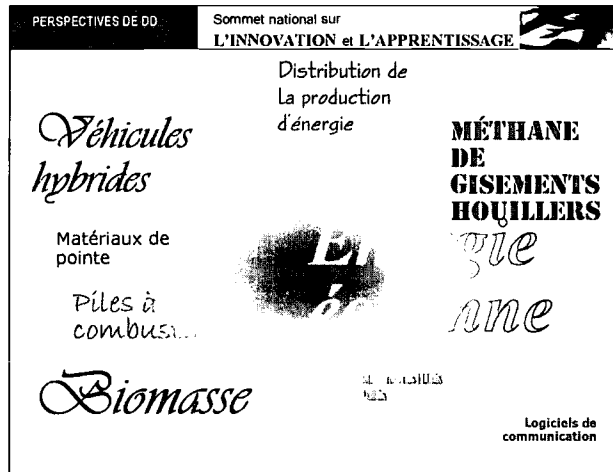 PERSPECTIVES DE DD
Sommet national sur
L'INNOVATION et L'APPRENTISSAGE
Distribution de
La production
d'énergie
Véhicules
hybrides
MÉTHANE
DE
GISEMENTS
HOUILLERS
Matériaux de
pointe
Piles à
Biomasse
Logiciels de
communication